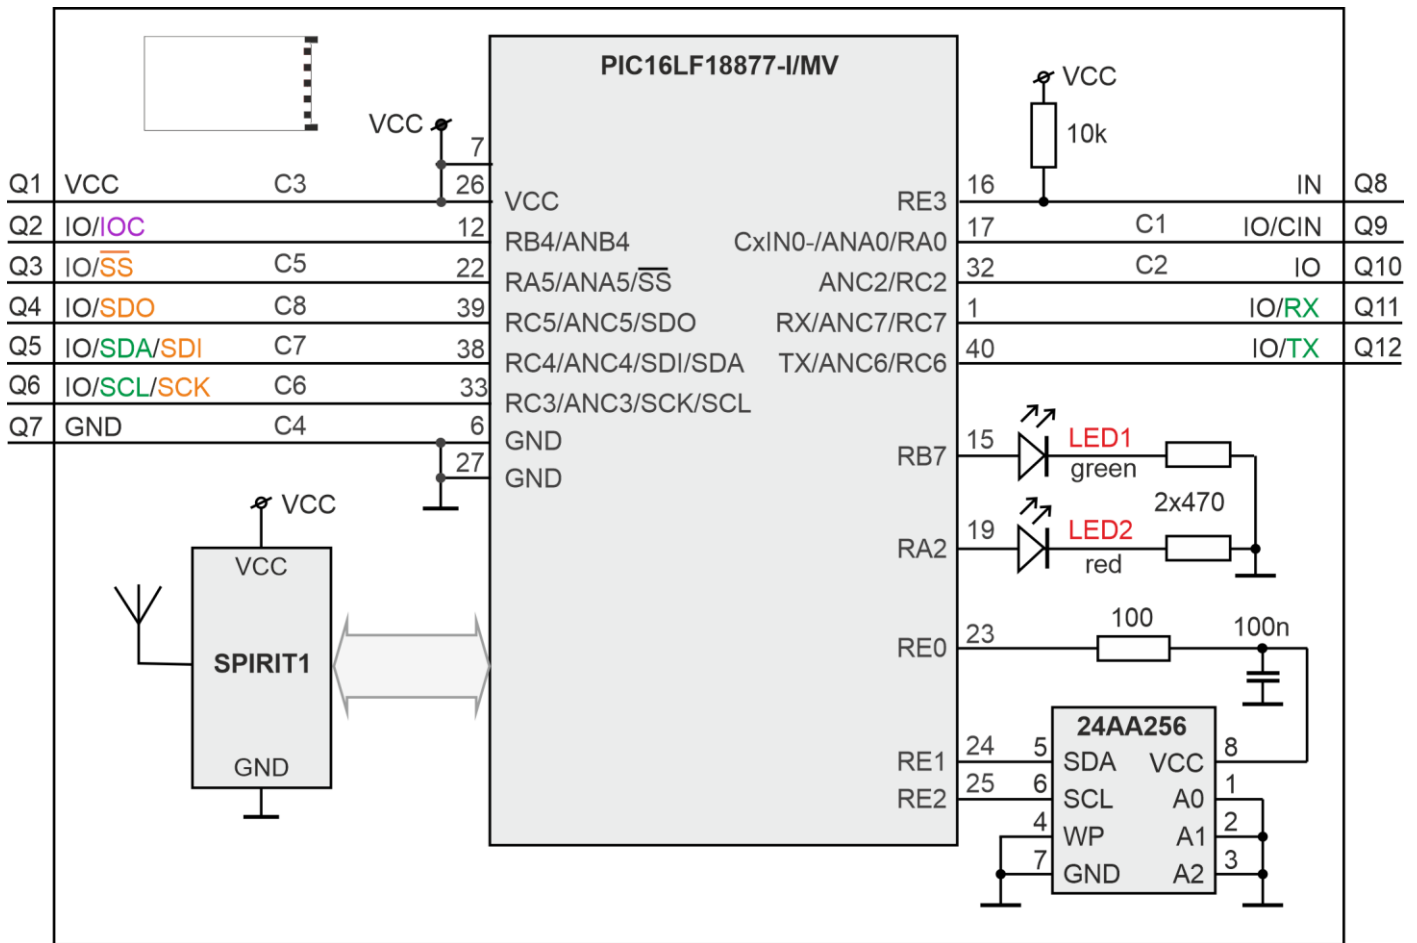 PIC16LF18877-I/MV
VCC
10k
VCC
7
Q1 VCC C3 26 VCC
RE3 16 IN Q8
Q2 IO/IOC 12 RB4/ANB4
CxIN0-/ANA0/RA0 17 C1 IO/CIN Q9
Q3 IO/S̅S̅ C5 22 RA5/ANA5/S̅S̅
ANC2/RC2 32 C2 IO Q10
Q4 IO/SDO C8 39 RC5/ANC5/SDO
RX/ANC7/RC7 1 IO/RX Q11
Q5 IO/SDA/SDI C7 38 RC4/ANC4/SDI/SDA
TX/ANC6/RC6 40 IO/TX Q12
Q6 IO/SCL/SCK C6 33 RC3/ANC3/SCK/SCL
Q7 GND C4 6 GND
27 GND
RB7 15 LED1
green
2x470
RA2 19 LED2
red
VCC
VCC
SPIRIT1
GND
RE0 23 100 100n
24AA256
RE1 24 5 SDA VCC 8
RE2 25 6 SCL A0 1
4 WP A1 2
7 GND A2 3